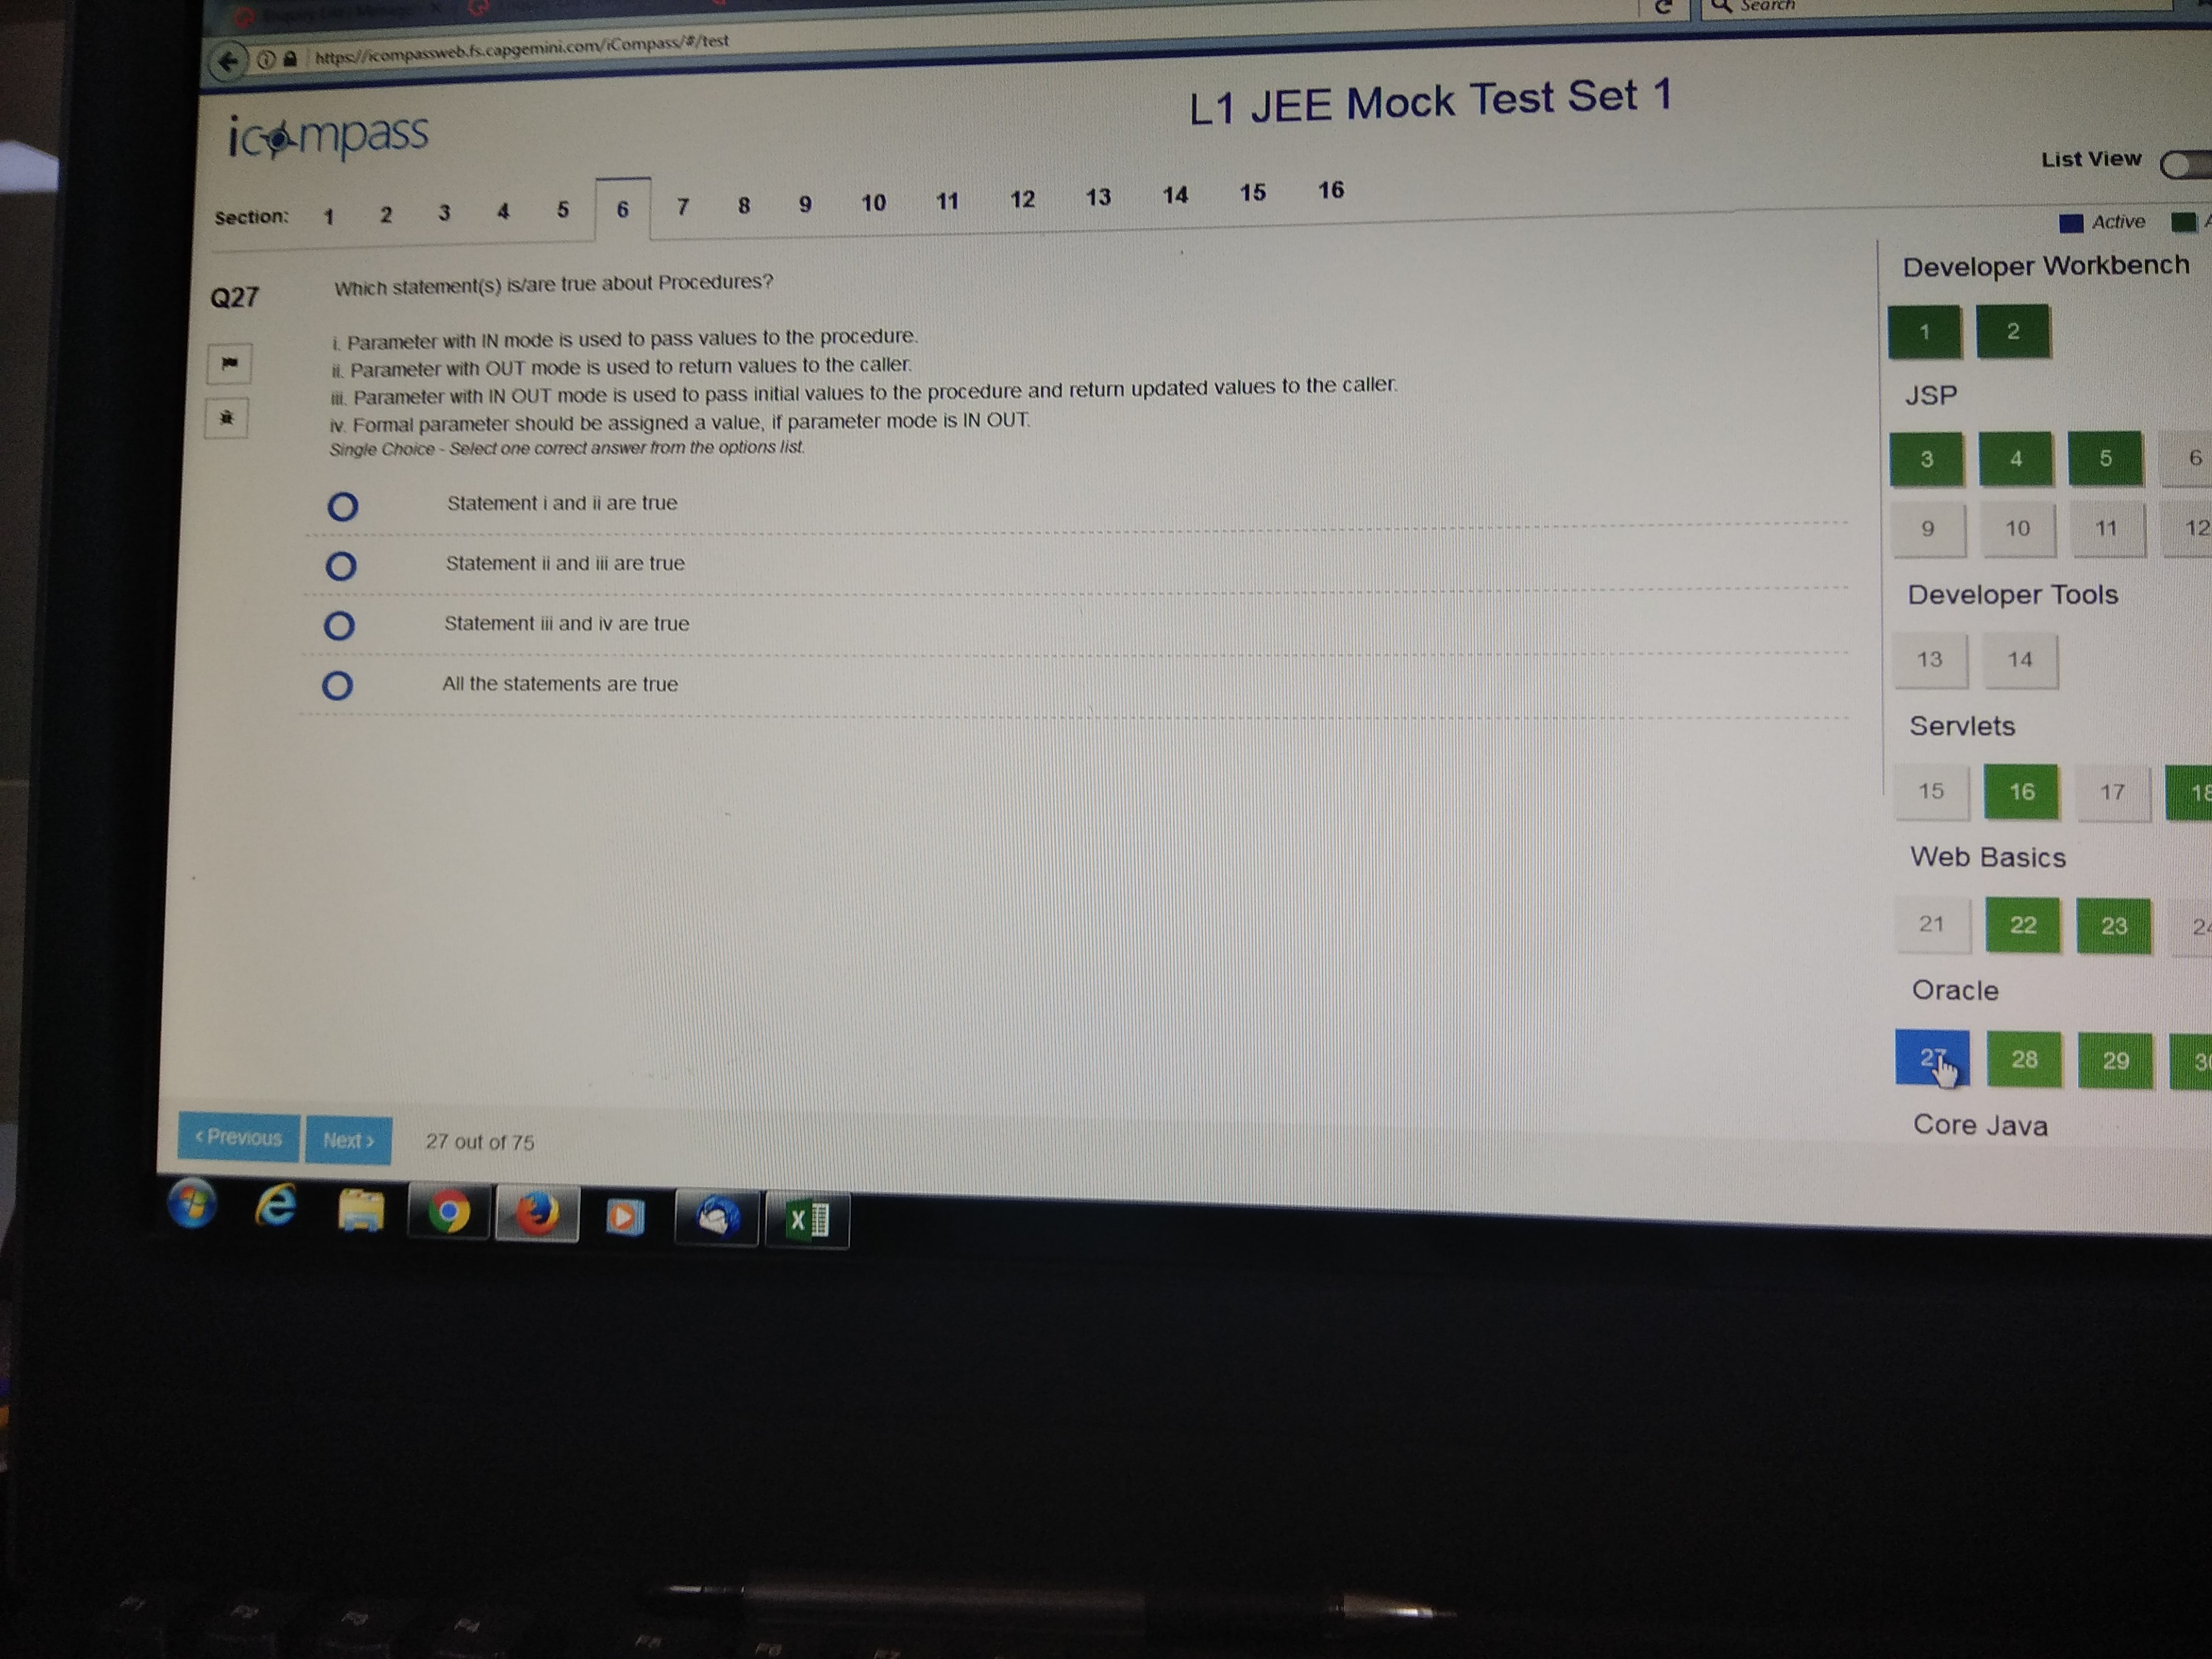 Search
https://icompassweb.fs.capgemini.com/iCompass/#/test
icompass
L1 JEE Mock Test Set 1
List View
Section: 1 2 3 4 5 6 7 8 9 10 11 12 13 14 15 16
Active
Q27
Which statement(s) is/are true about Procedures?
i. Parameter with IN mode is used to pass values to the procedure.
ii. Parameter with OUT mode is used to return values to the caller.
iii. Parameter with IN OUT mode is used to pass initial values to the procedure and return updated values to the caller.
iv. Formal parameter should be assigned a value, if parameter mode is IN OUT.
Single Choice - Select one correct answer from the options list.
Statement i and ii are true
Statement ii and iii are true
Statement iii and iv are true
All the statements are true
Developer Workbench
1 2
JSP
3 4 5 6
9 10 11 12
Developer Tools
13 14
Servlets
15 16 17 18
Web Basics
21 22 23 24
Oracle
27 28 29 30
Core Java
< Previous Next > 27 out of 75
F1 F2 F3 F4 F5 F6 F7